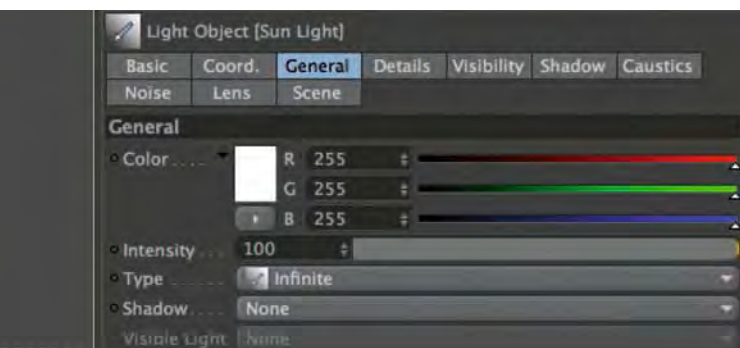 Light Object [Sun Light]
Basic Coord. General Details Visibility Shadow Caustics
Noise Lens Scene
General
Color . . . . R 255
G 255
B 255
Intensity . . . 100
Type . . . . . . Infinite
Shadow . . . . None
Visible Light None